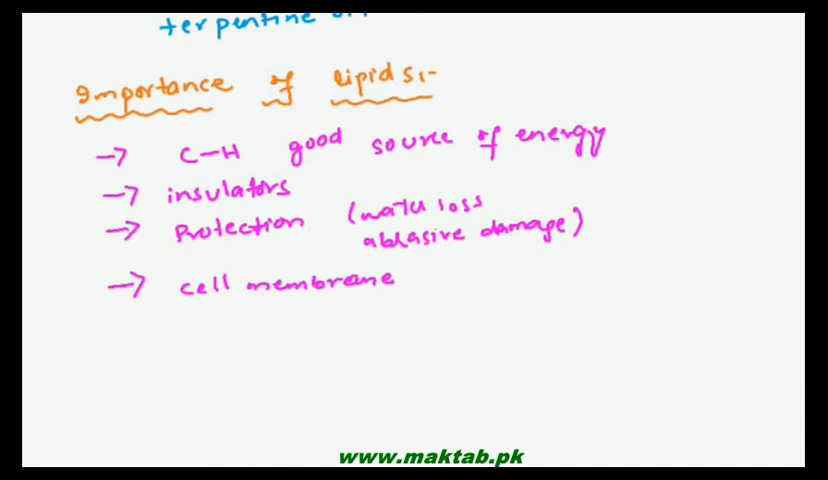 terpentine oil
Importance of lipids:-
→ C-H good source of energy
→ insulators
→ Protection (water loss
abrasive damage)
→ cell membrane
www.maktab.pk